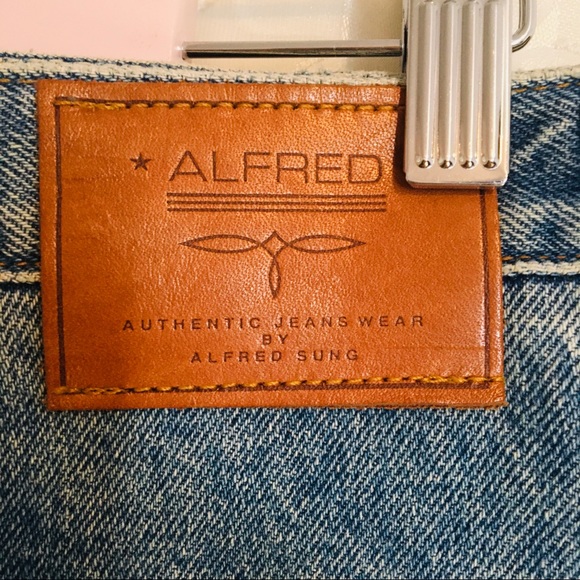 ★ ALFRED
AUTHENTIC JEANS WEAR
BY
ALFRED SUNG